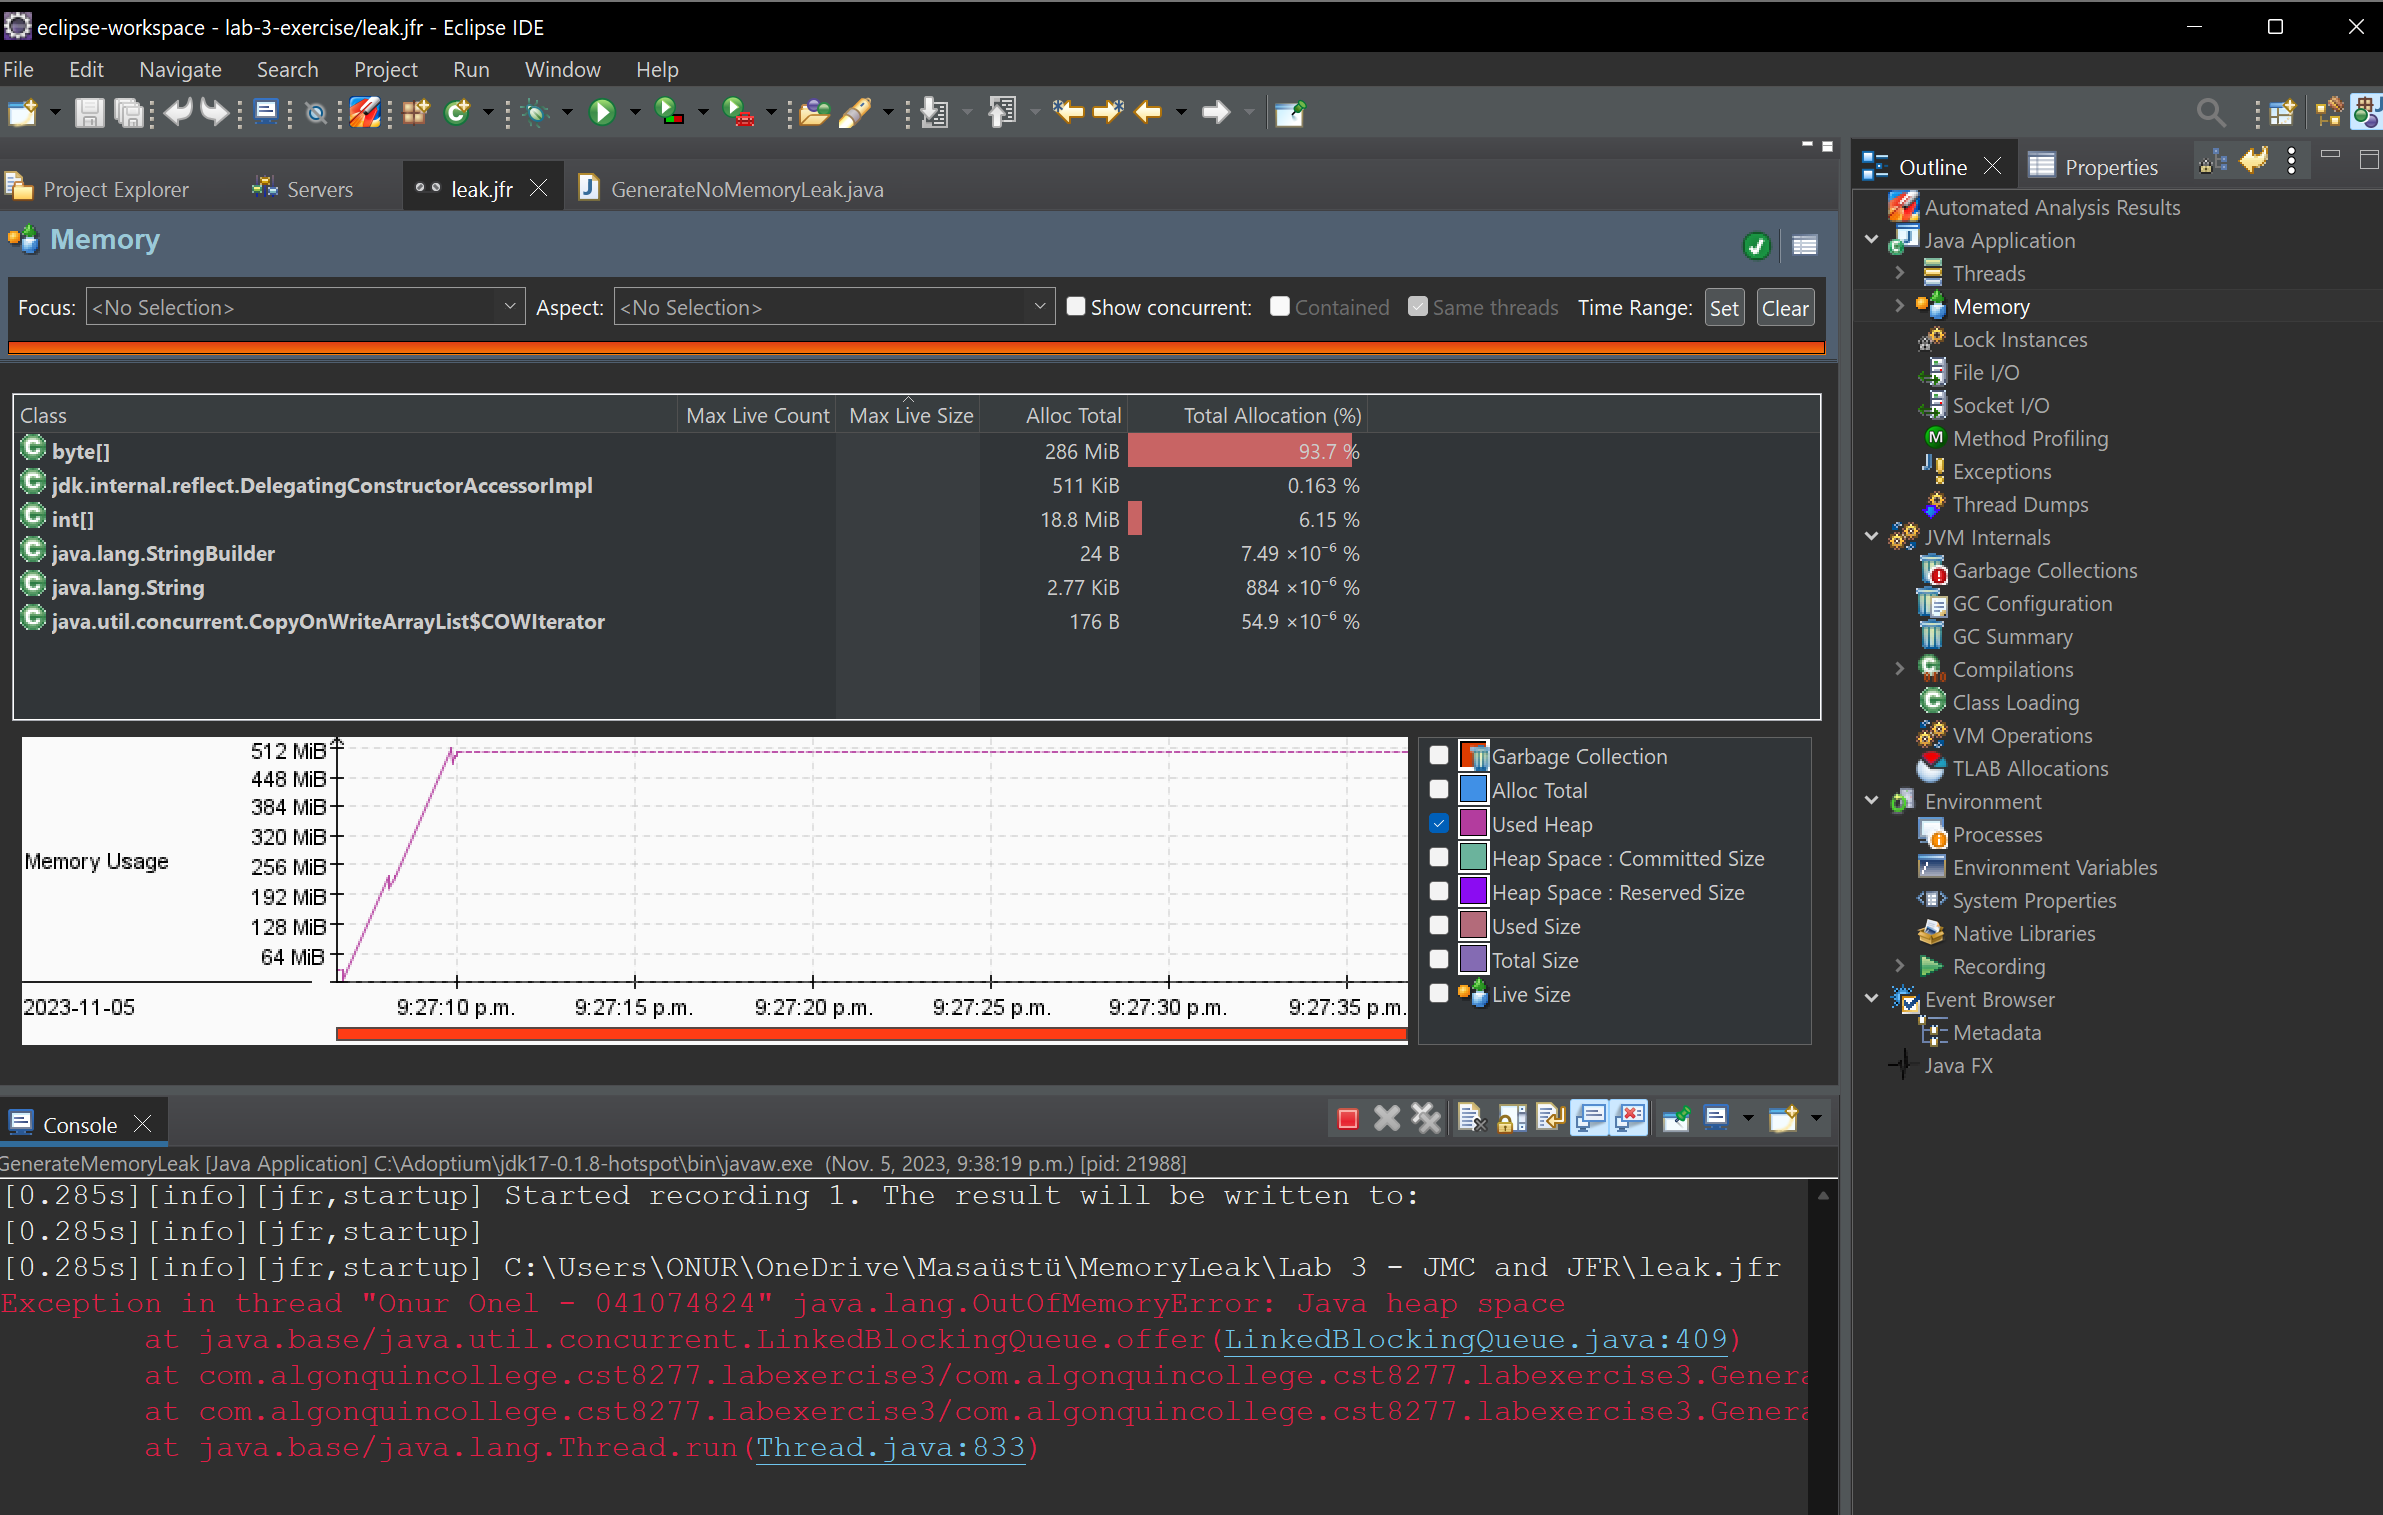 eclipse-workspace - lab-3-exercise/leak.jfr - Eclipse IDE
File Edit Navigate Search Project Run Window Help
Project Explorer Servers leak.jfr GenerateNoMemoryLeak.java
Memory
Focus: <No Selection> Aspect: <No Selection> Show concurrent: Contained Same threads Time Range: Set Clear
Class Max Live Count Max Live Size Alloc Total Total Allocation (%)
byte[] 286 MiB 93.7 %
jdk.internal.reflect.DelegatingConstructorAccessorImpl 511 KiB 0.163 %
int[] 18.8 MiB 6.15 %
java.lang.StringBuilder 24 B 7.49 ×10⁻⁶ %
java.lang.String 2.77 KiB 884 ×10⁻⁶ %
java.util.concurrent.CopyOnWriteArrayList$COWIterator 176 B 54.9 ×10⁻⁶ %
512 MiB
448 MiB
384 MiB
320 MiB
256 MiB
Memory Usage
192 MiB
128 MiB
64 MiB
2023-11-05 9:27:10 p.m. 9:27:15 p.m. 9:27:20 p.m. 9:27:25 p.m. 9:27:30 p.m. 9:27:35 p.m.
Garbage Collection
Alloc Total
Used Heap
Heap Space : Committed Size
Heap Space : Reserved Size
Used Size
Total Size
Live Size
Console
GenerateMemoryLeak [Java Application] C:\Adoptium\jdk17-0.1.8-hotspot\bin\javaw.exe (Nov. 5, 2023, 9:38:19 p.m.) [pid: 21988]
[0.285s][info][jfr,startup] Started recording 1. The result will be written to:
[0.285s][info][jfr,startup]
[0.285s][info][jfr,startup] C:\Users\ONUR\OneDrive\Masaüstü\MemoryLeak\Lab 3 - JMC and JFR\leak.jfr
Exception in thread "Onur Onel - 041074824" java.lang.OutOfMemoryError: Java heap space
at java.base/java.util.concurrent.LinkedBlockingQueue.offer(LinkedBlockingQueue.java:409)
at com.algonquincollege.cst8277.labexercise3/com.algonquincollege.cst8277.labexercise3.Genera
at com.algonquincollege.cst8277.labexercise3/com.algonquincollege.cst8277.labexercise3.Genera
at java.base/java.lang.Thread.run(Thread.java:833)
Outline Properties
Automated Analysis Results
Java Application
Threads
Memory
Lock Instances
File I/O
Socket I/O
Method Profiling
Exceptions
Thread Dumps
JVM Internals
Garbage Collections
GC Configuration
GC Summary
Compilations
Class Loading
VM Operations
TLAB Allocations
Environment
Processes
Environment Variables
System Properties
Native Libraries
Recording
Event Browser
Metadata
Java FX